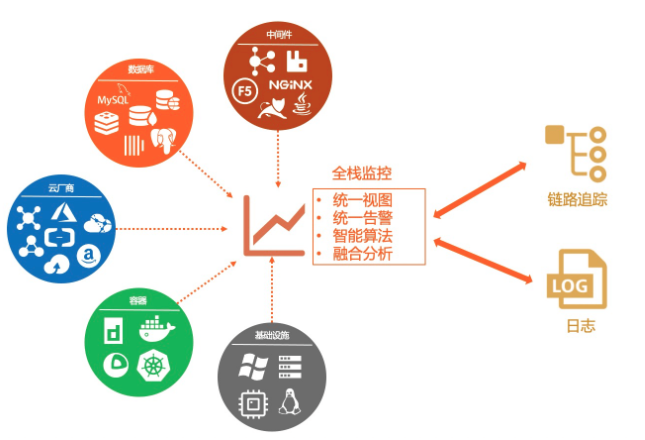 中间件
F5
NGINX
数据库
MySQL
云厂商
a
容器
d
基础设施
全栈监控
• 统一视图
• 统一告警
• 智能算法
• 融合分析
链路追踪
LOG
日志